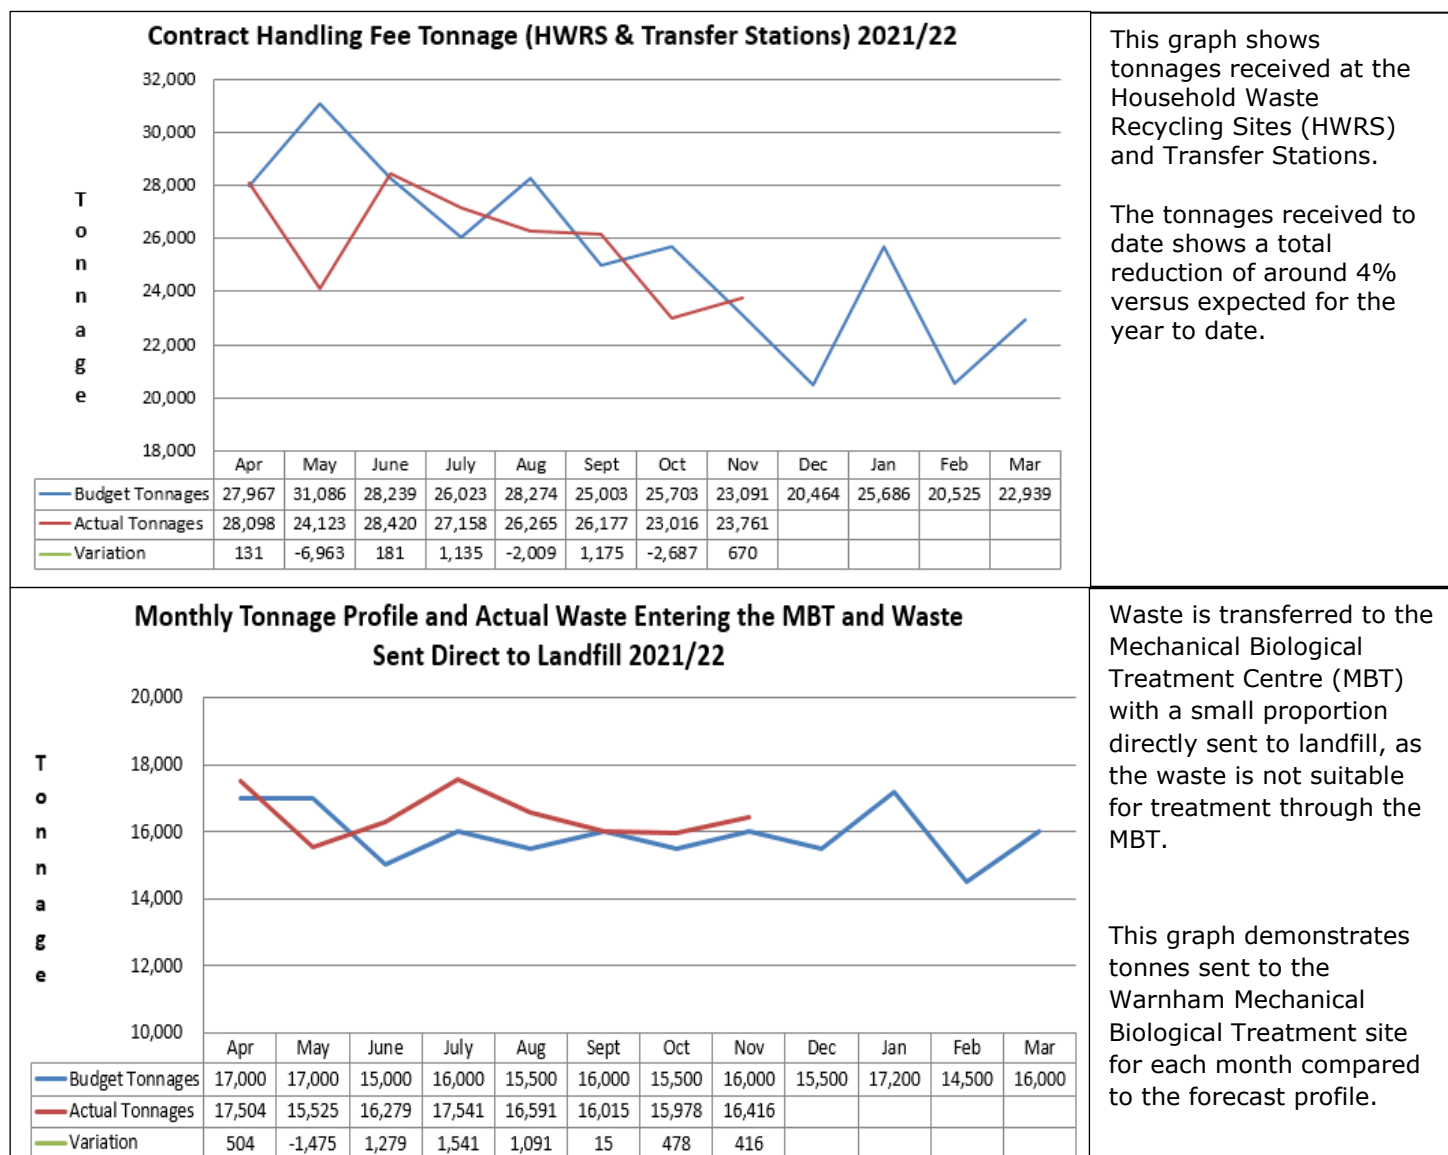 Contract Handling Fee Tonnage (HWRS & Transfer Stations) 2021/22
Tonnage
32,000
30,000
28,000
26,000
24,000
22,000
20,000
18,000
Apr May June July Aug Sept Oct Nov Dec Jan Feb Mar
Budget Tonnages 27,967 31,086 28,239 26,023 28,274 25,003 25,703 23,091 20,464 25,686 20,525 22,939
Actual Tonnages 28,098 24,123 28,420 27,158 26,265 26,177 23,016 23,761
Variation 131 -6,963 181 1,135 -2,009 1,175 -2,687 670
This graph shows
tonnages received at the
Household Waste
Recycling Sites (HWRS)
and Transfer Stations.
The tonnages received to
date shows a total
reduction of around 4%
versus expected for the
year to date.
Monthly Tonnage Profile and Actual Waste Entering the MBT and Waste
Sent Direct to Landfill 2021/22
Tonnage
20,000
18,000
16,000
14,000
12,000
10,000
Apr May June July Aug Sept Oct Nov Dec Jan Feb Mar
Budget Tonnages 17,000 17,000 15,000 16,000 15,500 16,000 15,500 16,000 15,500 17,200 14,500 16,000
Actual Tonnages 17,504 15,525 16,279 17,541 16,591 16,015 15,978 16,416
Variation 504 -1,475 1,279 1,541 1,091 15 478 416
Waste is transferred to the
Mechanical Biological
Treatment Centre (MBT)
with a small proportion
directly sent to landfill, as
the waste is not suitable
for treatment through the
MBT.
This graph demonstrates
tonnes sent to the
Warnham Mechanical
Biological Treatment site
for each month compared
to the forecast profile.